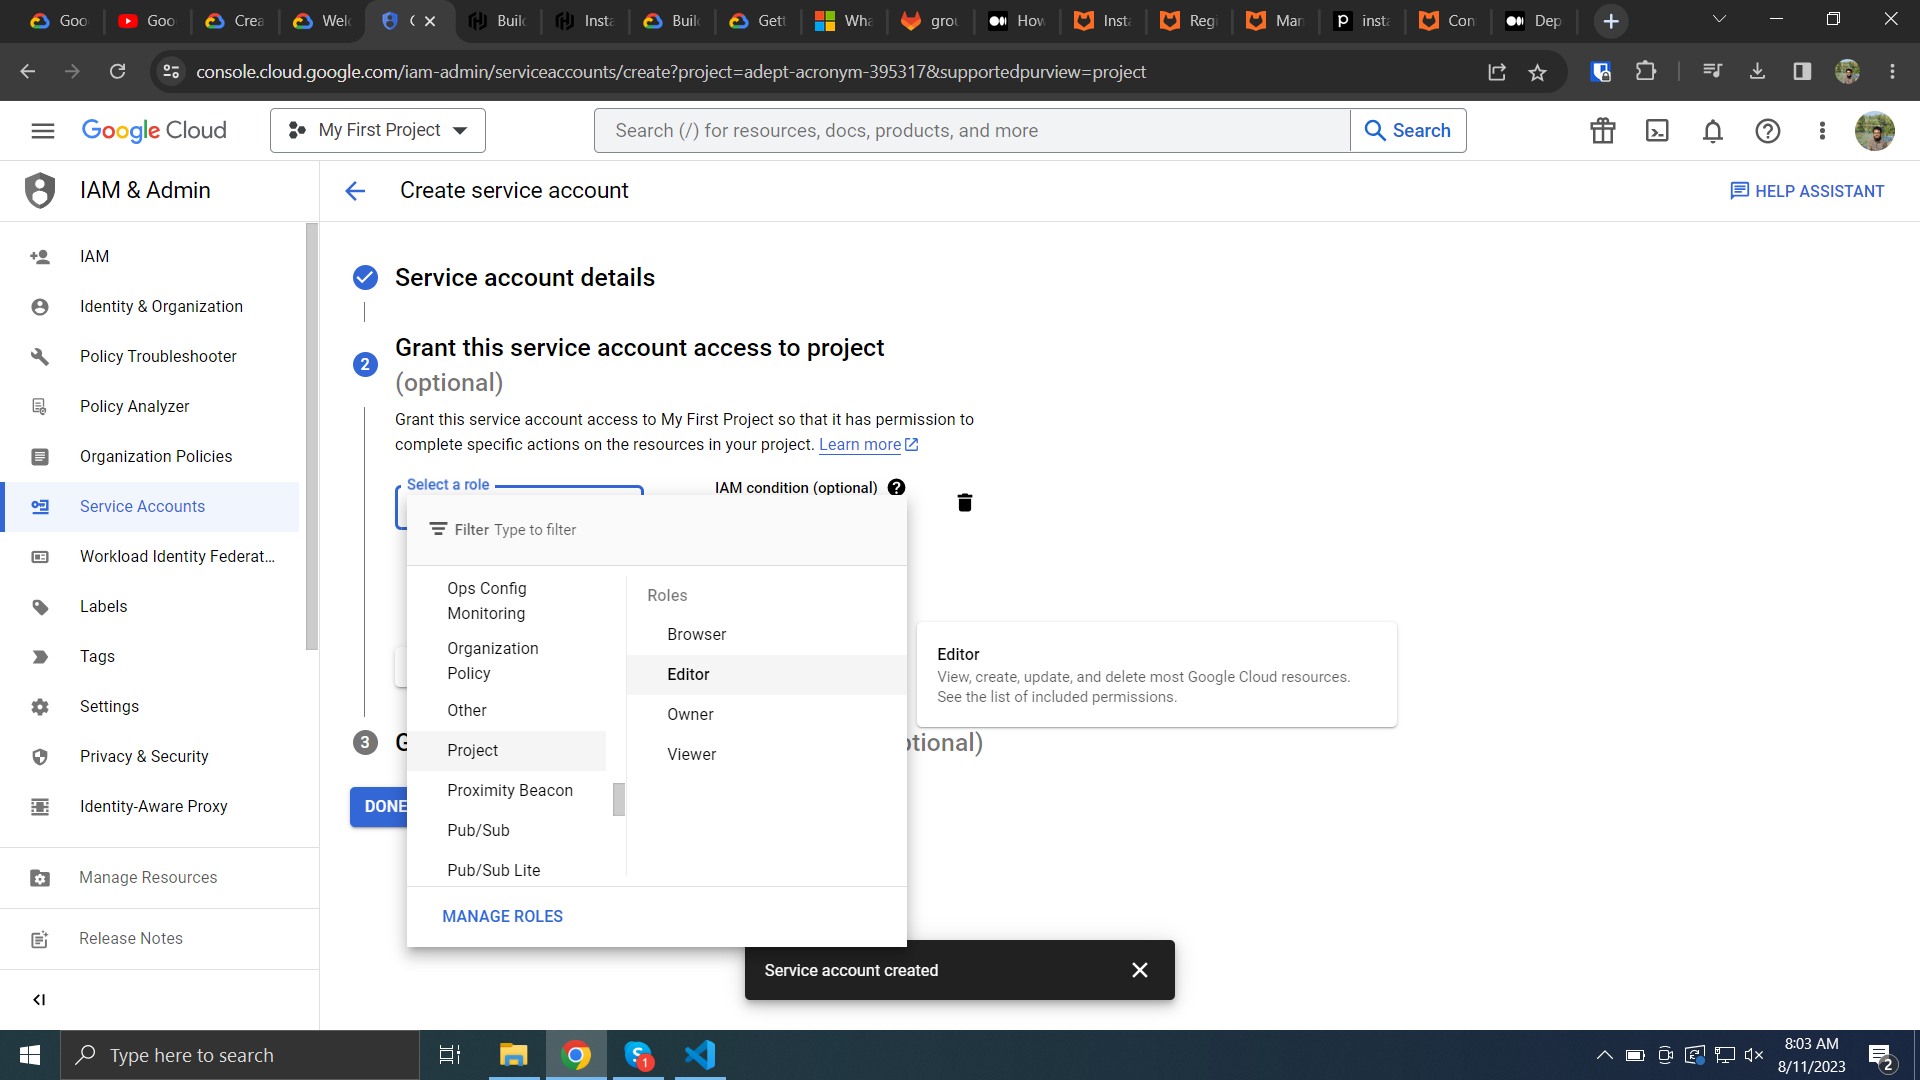 Goo
Goo
Crea
Welc
Build
Insta
Build
Gett
Wha
grou
How
Insta
Regi
Man
insta
Con
Dep
console.cloud.google.com/iam-admin/serviceaccounts/create?project=adept-acronym-395317&supportedpurview=project
Google Cloud
My First Project
Search (/) for resources, docs, products, and more
Search
IAM & Admin
Create service account
HELP ASSISTANT
IAM
Identity & Organization
Policy Troubleshooter
Policy Analyzer
Organization Policies
Service Accounts
Workload Identity Federat...
Labels
Tags
Settings
Privacy & Security
Identity-Aware Proxy
Manage Resources
Release Notes
Service account details
2
Grant this service account access to project
(optional)
Grant this service account access to My First Project so that it has permission to
complete specific actions on the resources in your project. Learn more
Select a role
IAM condition (optional)
Filter Type to filter
Ops Config
Monitoring
Organization
Policy
Other
Project
Proximity Beacon
Pub/Sub
Pub/Sub Lite
Roles
Browser
Editor
Owner
Viewer
MANAGE ROLES
Editor
View, create, update, and delete most Google Cloud resources.
See the list of included permissions.
3
G
ptional)
DONE
Service account created
Type here to search
1
8:03 AM
8/11/2023
2